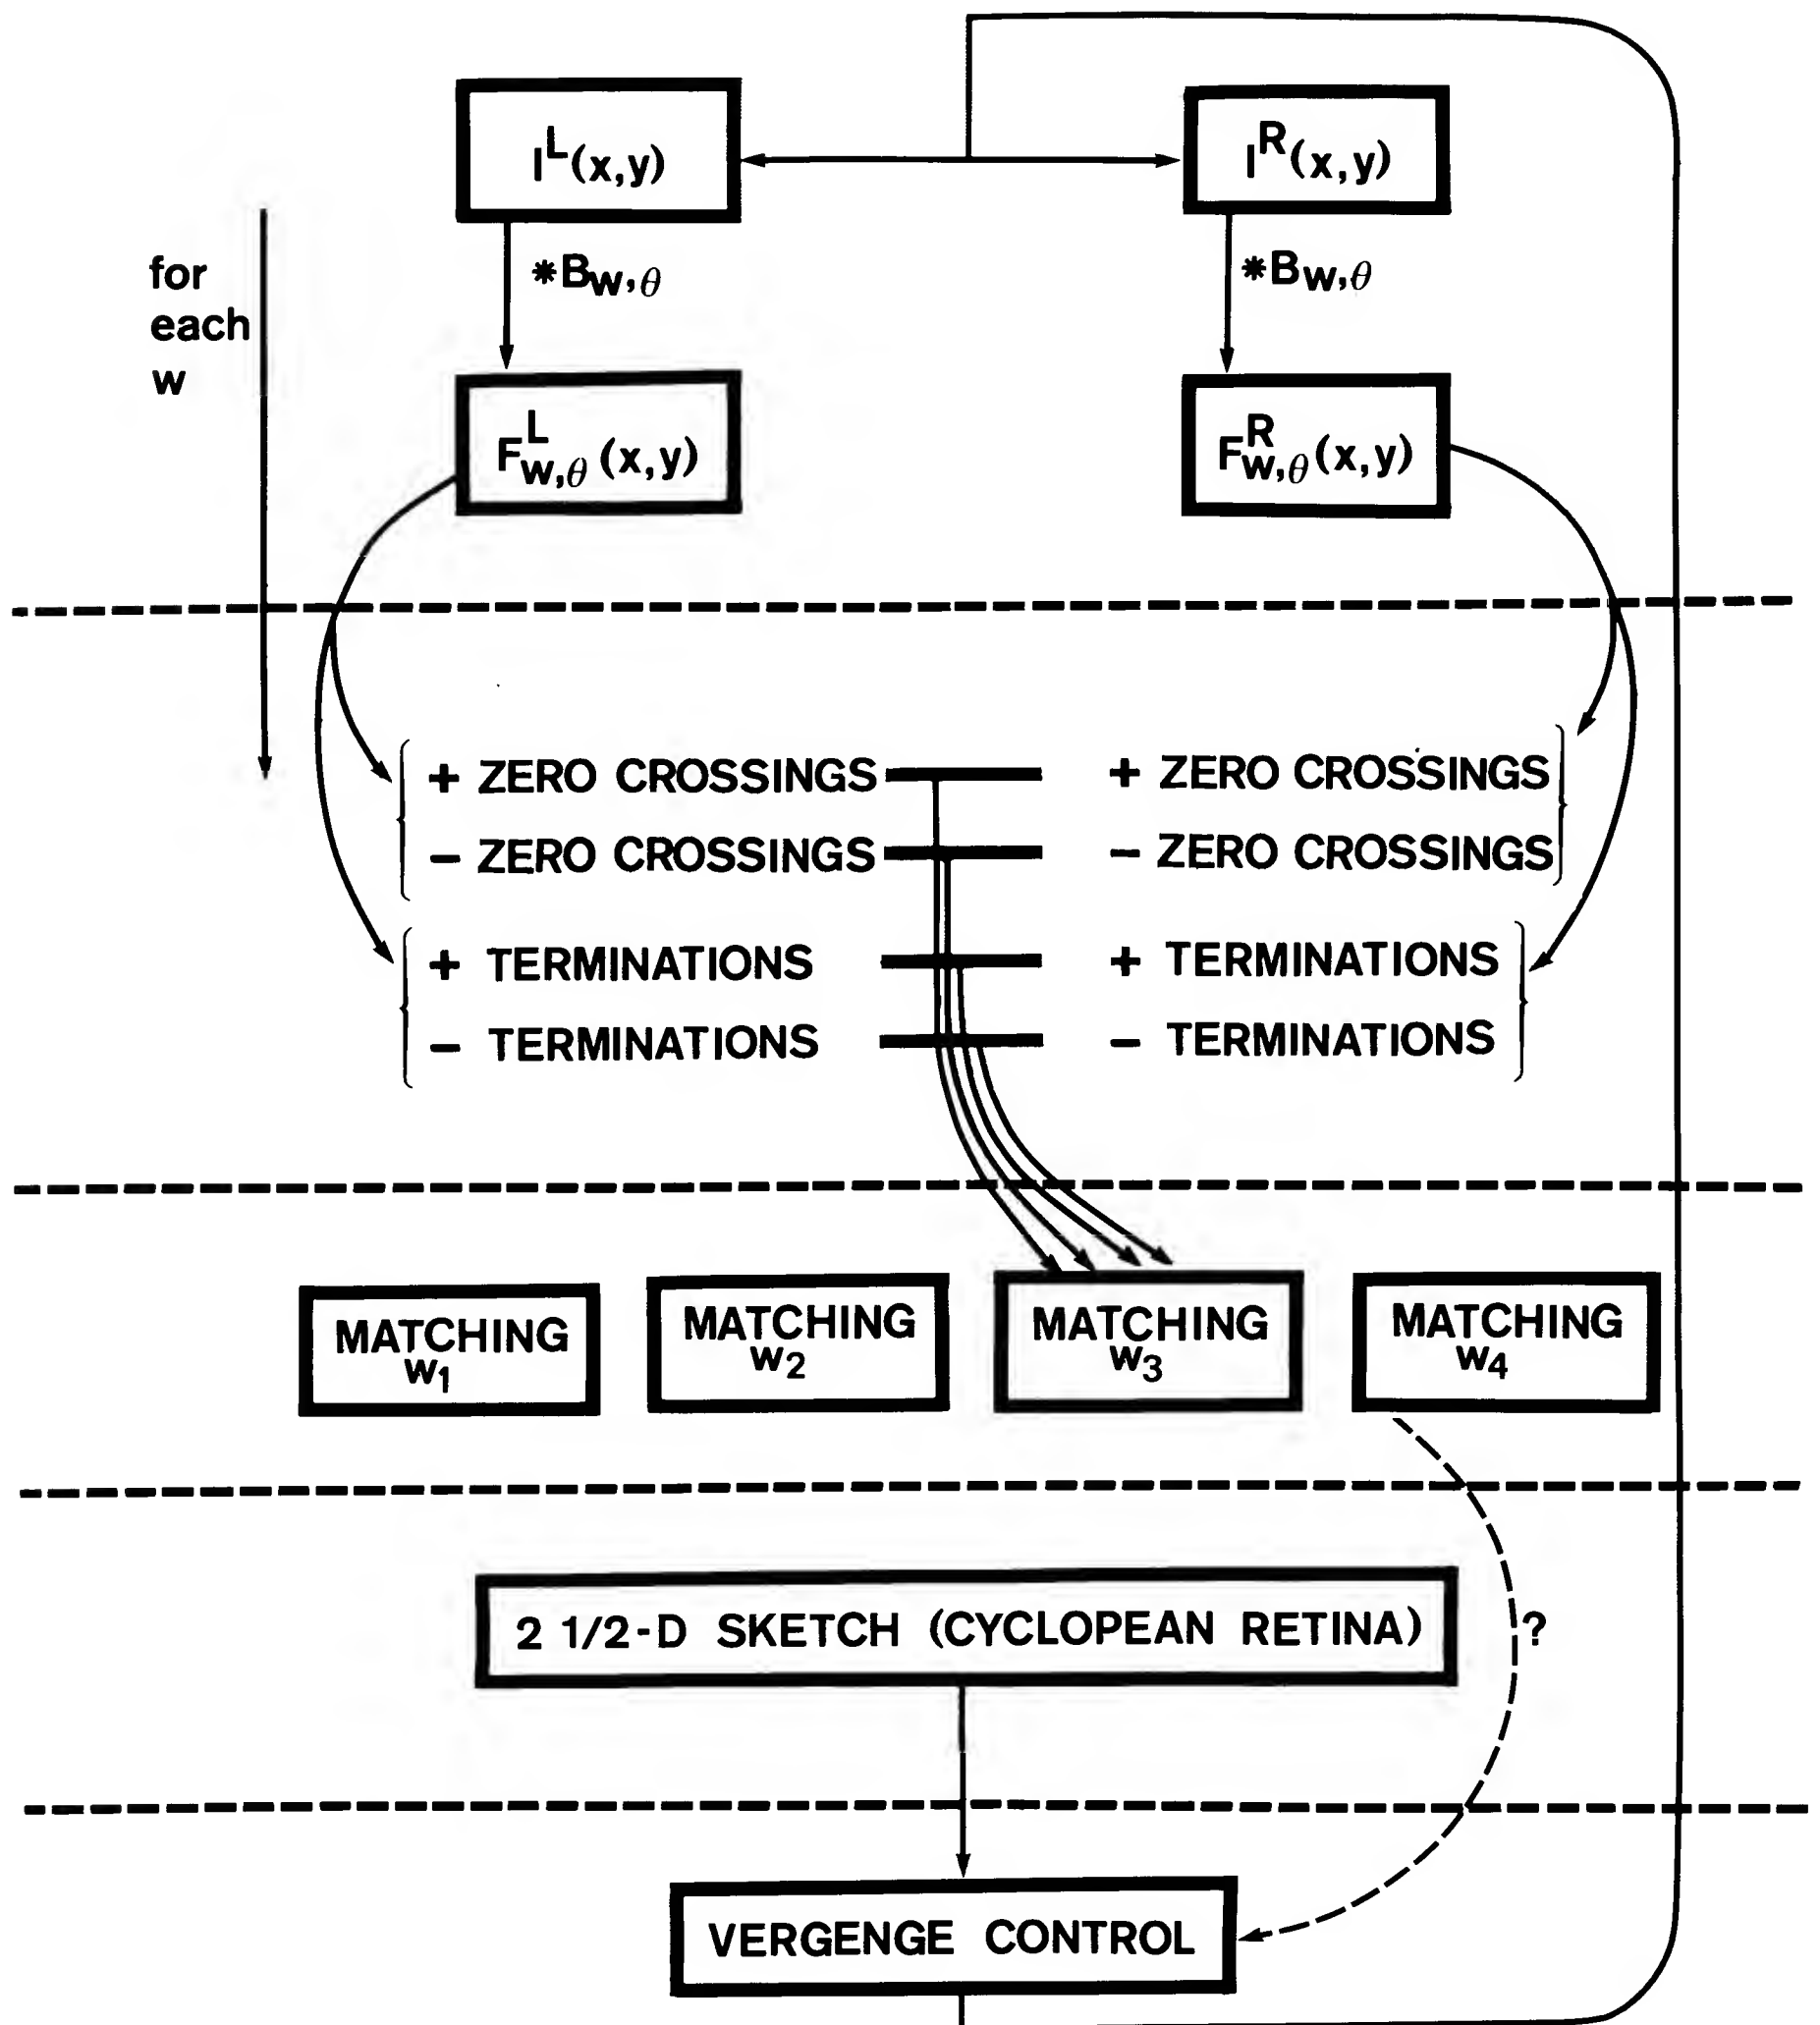 I^L(x,y)
I^R(x,y)
for
each
w
*B_w,θ
*B_w,θ
F^L_w,θ(x,y)
F^R_w,θ(x,y)
+ ZERO CROSSINGS
+ ZERO CROSSINGS
– ZERO CROSSINGS
– ZERO CROSSINGS
+ TERMINATIONS
+ TERMINATIONS
– TERMINATIONS
– TERMINATIONS
MATCHING
w₁
MATCHING
w₂
MATCHING
w₃
MATCHING
w₄
2 1/2-D SKETCH (CYCLOPEAN RETINA)
?
VERGENGE CONTROL